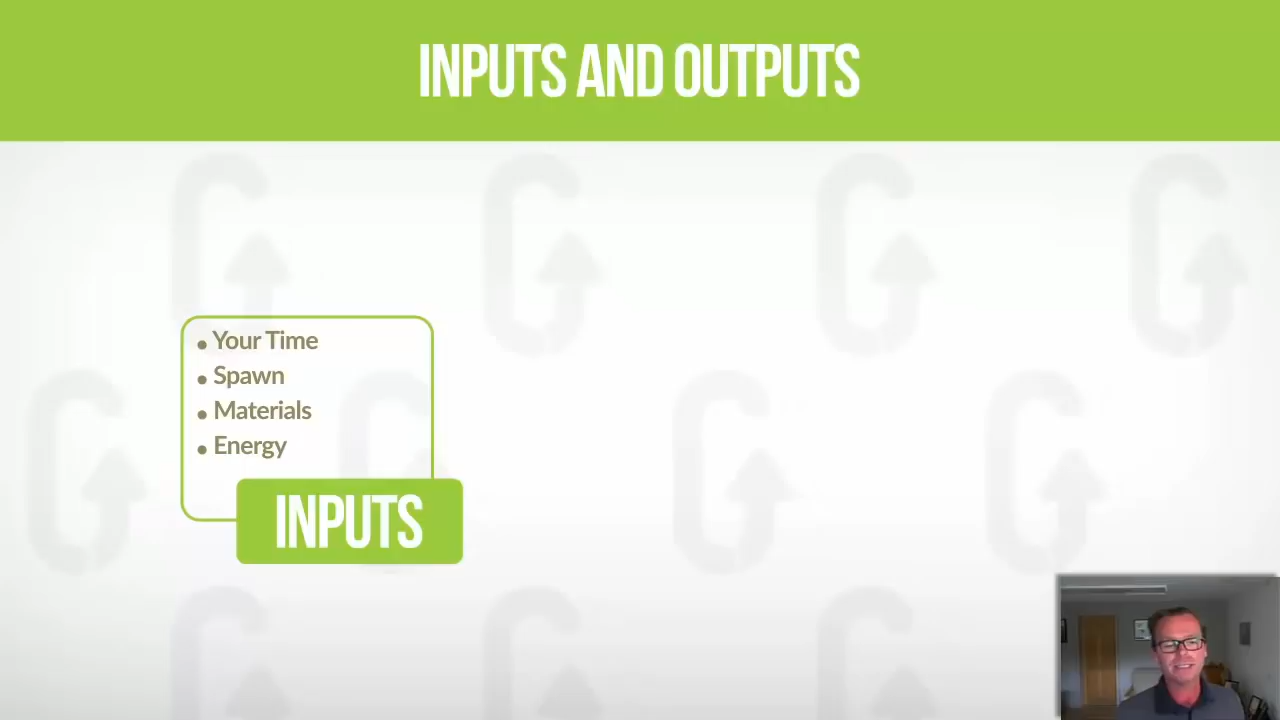 INPUTS AND OUTPUTS
• Your Time
• Spawn
• Materials
• Energy
INPUTS